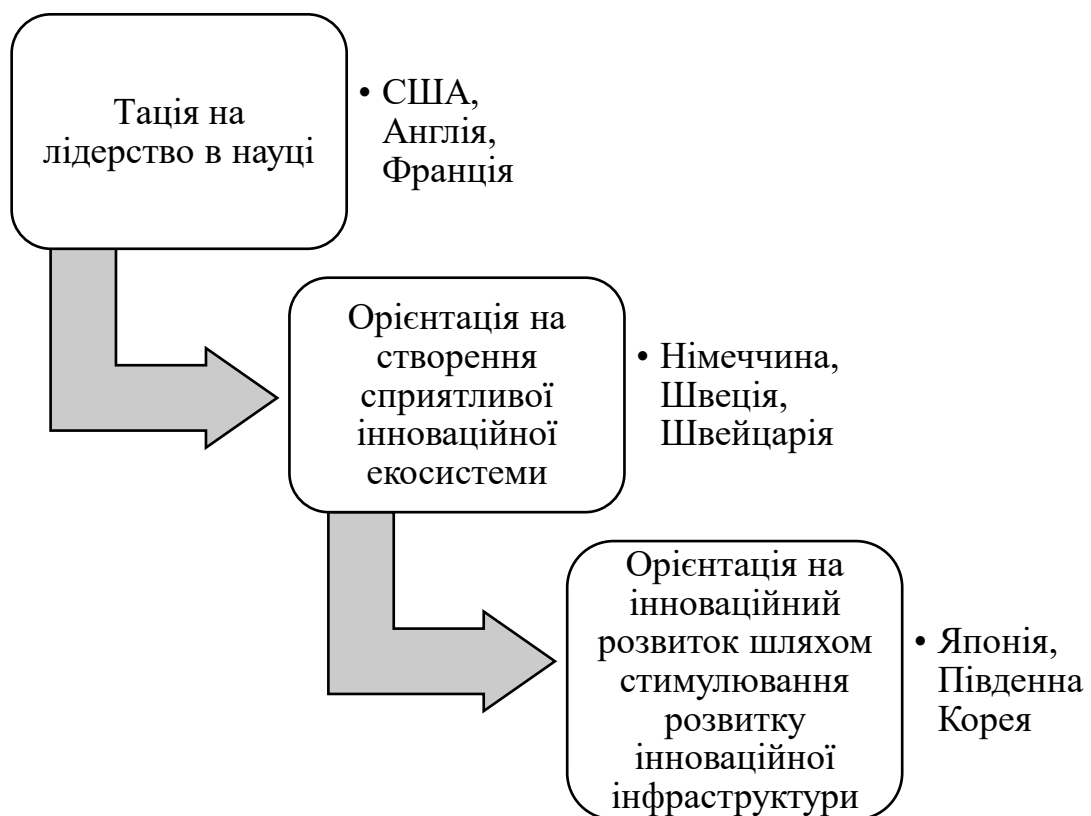 Тація на
лідерство в науці
• США,
Англія,
Франція
Орієнтація на
створення
сприятливої
інноваційної
екосистеми
• Німеччина,
Швеція,
Швейцарія
Орієнтація на
інноваційний
розвиток шляхом
стимулювання
розвитку
інноваційної
інфраструктури
• Японія,
Південна
Корея